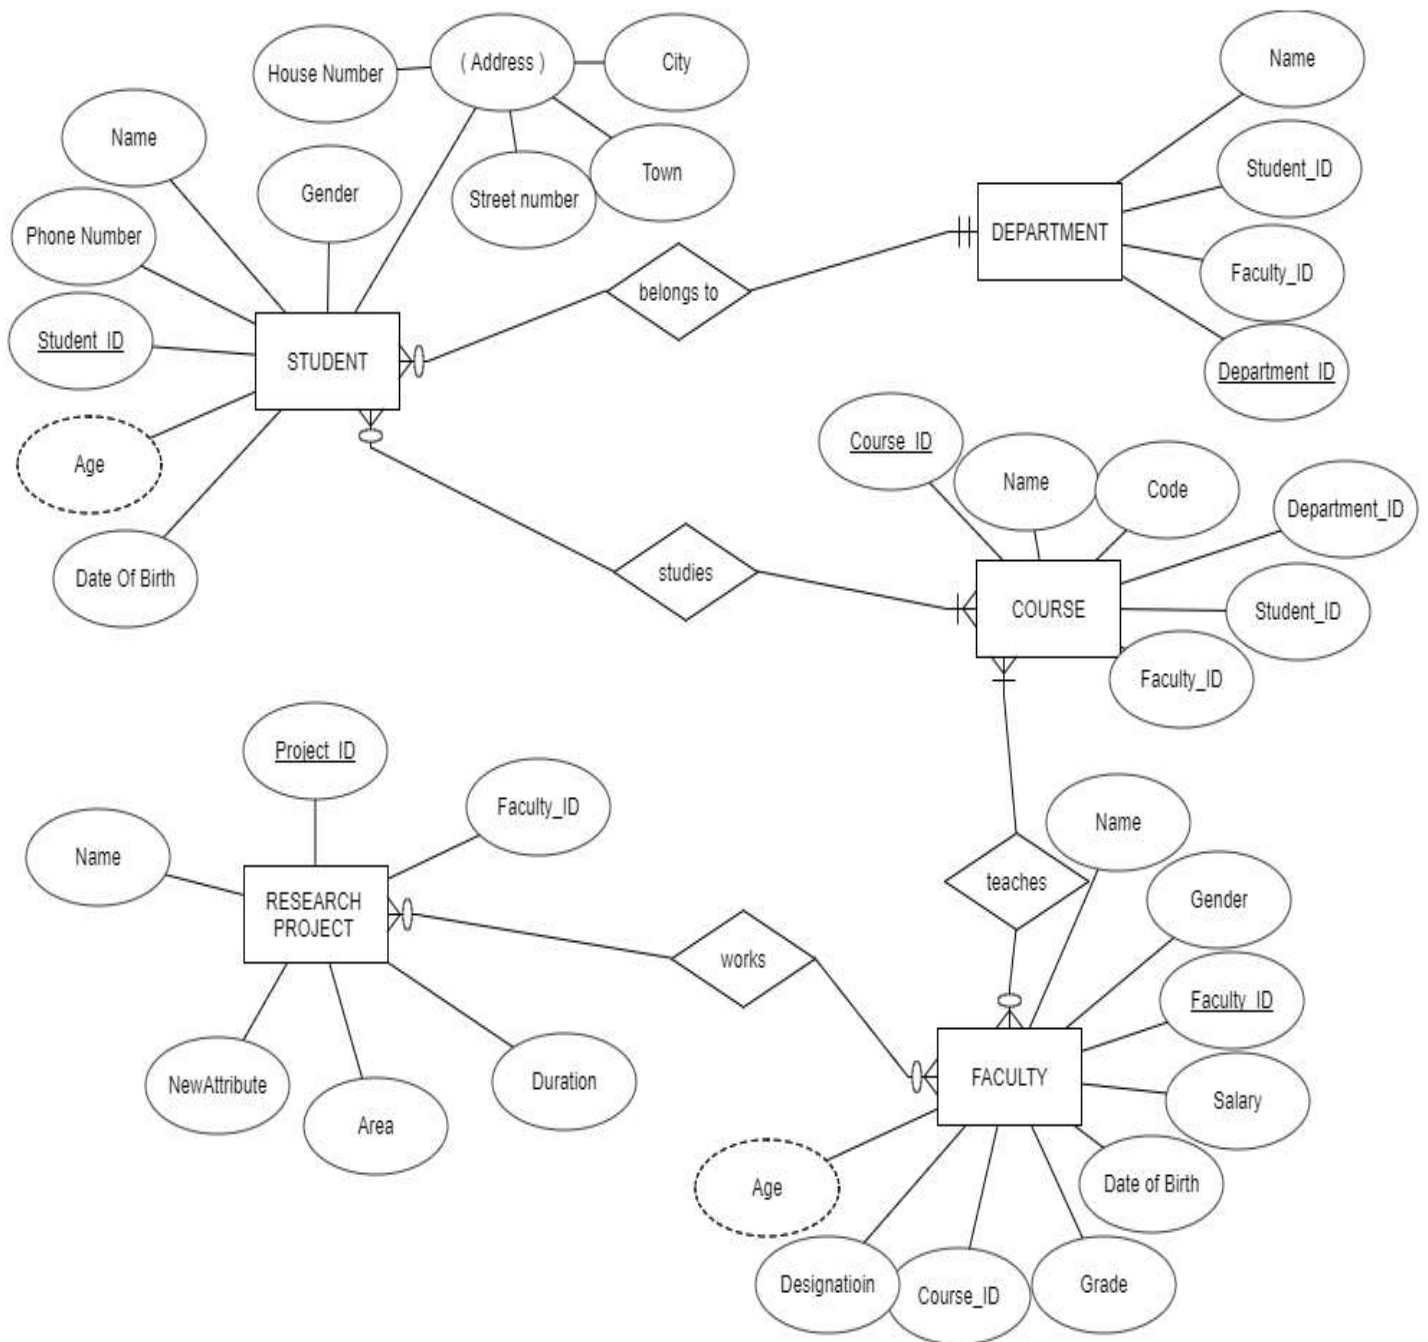 House Number
( Address )
City
Name
Name
Gender
Student_ID
Town
Street number
Phone Number
DEPARTMENT
Faculty_ID
belongs to
Student_ID
STUDENT
Department_ID
Course_ID
Age
Name
Code
Department_ID
Date Of Birth
studies
COURSE
Student_ID
Faculty_ID
Project_ID
Faculty_ID
Name
Name
teaches
Gender
RESEARCH
PROJECT
works
Faculty_ID
NewAttribute
Duration
FACULTY
Salary
Area
Age
Date of Birth
Designatioin
Course_ID
Grade